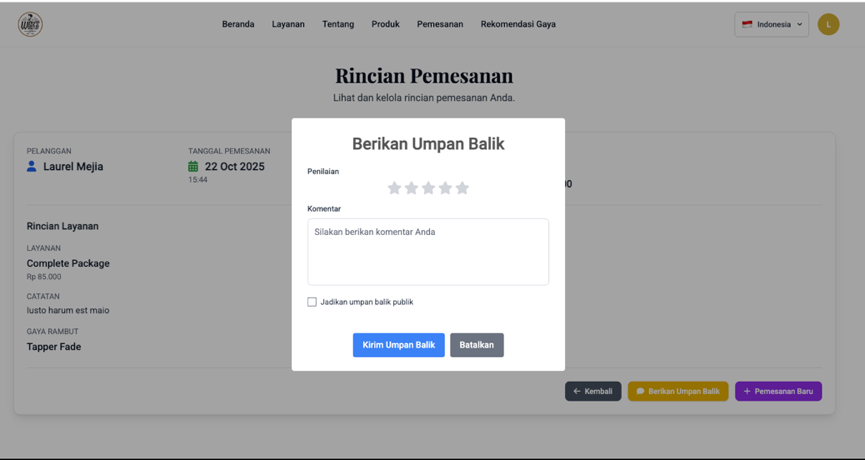 Beranda Layanan Tentang Produk Pemesanan Rekomendasi Gaya Indonesia L
Rincian Pemesanan
Lihat dan kelola rincian pemesanan Anda.
PELANGGAN
Laurel Mejia
TANGGAL PEMESANAN
22 Oct 2025
15:44
Rincian Layanan
LAYANAN
Complete Package
Rp 85.000
CATATAN
Iusto harum est maio
GAYA RAMBUT
Tapper Fade
Berikan Umpan Balik
Penilaian
Komentar
Silakan berikan komentar Anda
Jadikan umpan balik publik
Kirim Umpan Balik Batalkan
← Kembali Berikan Umpan Balik + Pemesanan Baru